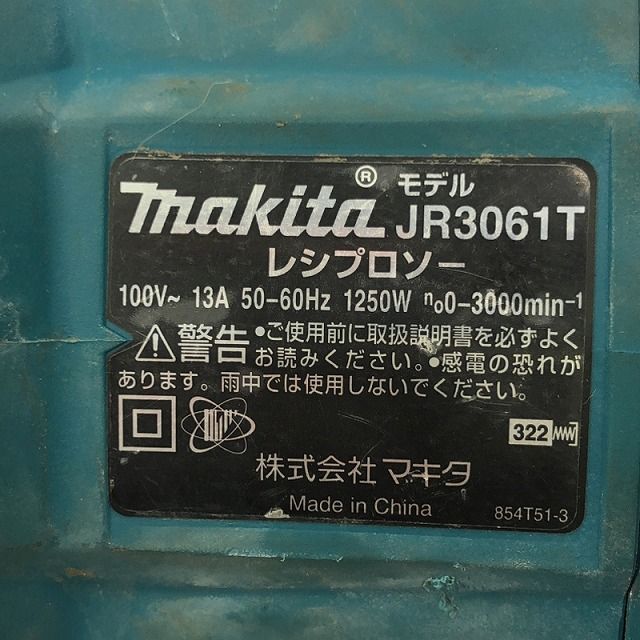 makita® モデル JR3061T
レシプロソー
100V~ 13A 50-60Hz 1250W n₀0-3000min⁻¹
警告 •ご使用前に取扱説明書を必ずよく
お読みください。•感電の恐れが
あります。雨中では使用しないでください。
322
株式会社 マキタ
Made in China
854T51-3